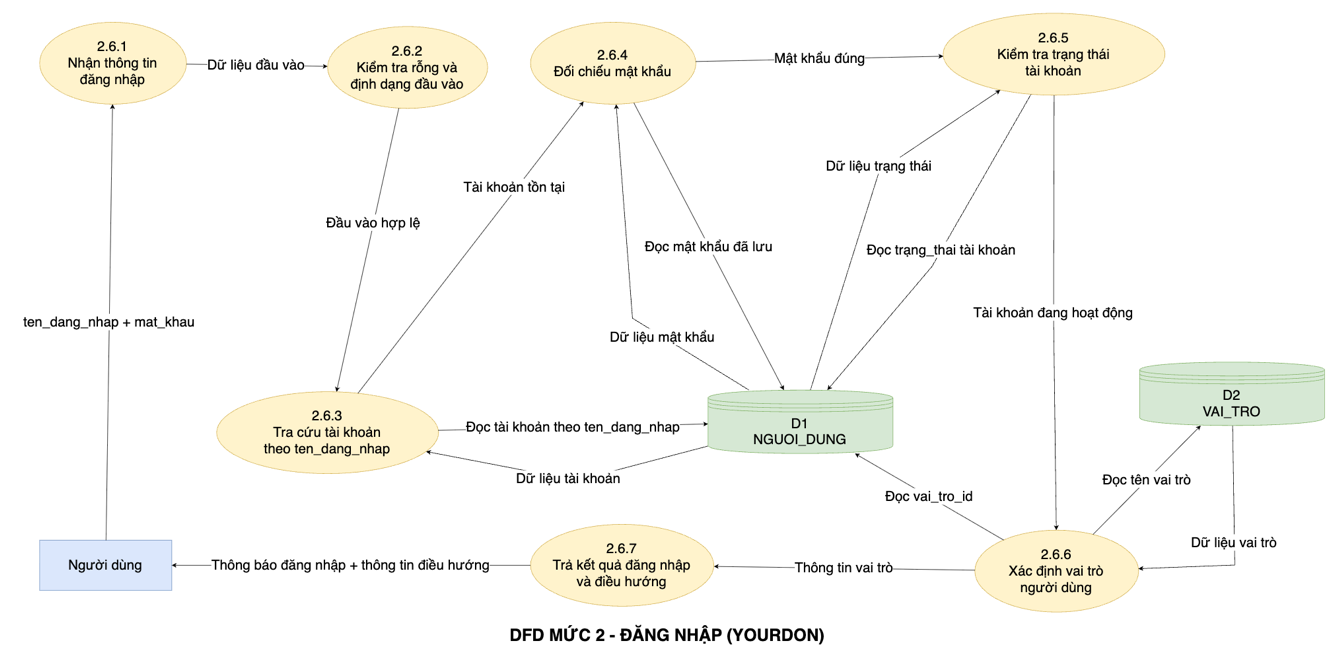 2.6.1
Nhận thông tin
đăng nhập
Dữ liệu đầu vào
2.6.2
Kiểm tra rỗng và
định dạng đầu vào
2.6.4
Đối chiếu mật khẩu
Mật khẩu đúng
2.6.5
Kiểm tra trạng thái
tài khoản
Dữ liệu trạng thái
Tài khoản tồn tại
Đầu vào hợp lệ
Đọc mật khẩu đã lưu
Đọc trạng_thai tài khoản
ten_dang_nhap + mat_khau
Dữ liệu mật khẩu
Tài khoản đang hoạt động
2.6.3
Tra cứu tài khoản
theo ten_dang_nhap
Đọc tài khoản theo ten_dang_nhap
D1
NGUOI_DUNG
D2
VAI_TRO
Dữ liệu tài khoản
Đọc vai_tro_id
Đọc tên vai trò
Dữ liệu vai trò
Người dùng
Thông báo đăng nhập + thông tin điều hướng
2.6.7
Trả kết quả đăng nhập
và điều hướng
Thông tin vai trò
2.6.6
Xác định vai trò
người dùng
DFD MỨC 2 - ĐĂNG NHẬP (YOURDON)